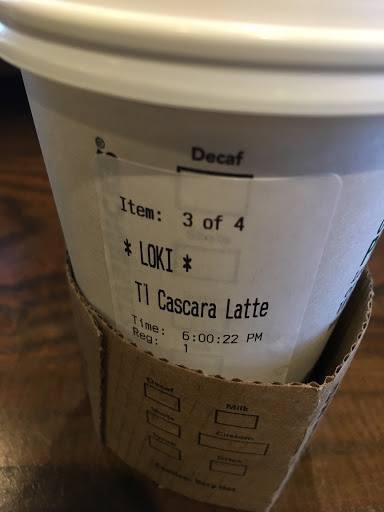 Decaf
Item: 3 of 4
* LOKI *
Tl Cascara Latte
Time: 6:00:22 PM
Reg: 1
Decaf
Milk
Custom